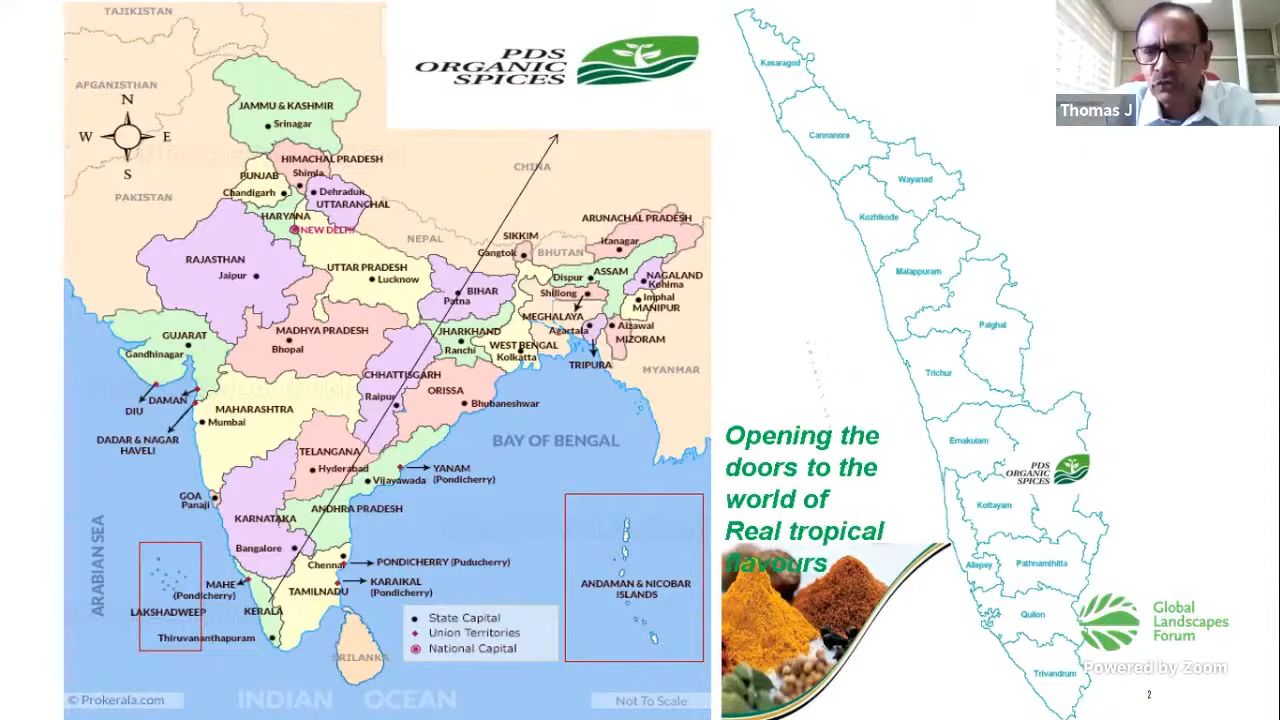 TAJIKISTAN
AFGANISTHAN
N
W
E
S
PAKISTAN
JAMMU & KASHMIR
Srinagar
HIMACHAL PRADESH
Shimla
PUNJAB
Chandigarh
Dehradun
UTTARANCHAL
HARYANA
NEW DELHI
CHINA
NEPAL
RAJASTHAN
Jaipur
UTTAR PRADESH
Lucknow
SIKKIM
Gangtok
BHUTAN
ARUNACHAL PRADESH
Itanagar
ASSAM
Dispur
NAGALAND
Kohima
Shillong
Imphal
MANIPUR
MEGHALAYA
BIHAR
Patna
Agartala
Aizawal
MIZORAM
TRIPURA
MYANMAR
GUJARAT
Gandhinagar
MADHYA PRADESH
Bhopal
JHARKHAND
Ranchi
WEST BENGAL
Kolkatta
CHHATTISGARH
Raipur
ORISSA
Bhubaneshwar
DIU
DAMAN
DADAR & NAGAR
HAVELI
MAHARASHTRA
Mumbai
BAY OF BENGAL
TELANGANA
Hyderabad
YANAM
(Pondicherry)
Vijayawada
GOA
Panaji
ANDHRA PRADESH
KARNATAKA
Bangalore
ARABIAN SEA
Chennai
PONDICHERRY (Puducherry)
KARAIKAL
(Pondicherry)
MAHE
(Pondicherry)
TAMILNADU
LAKSHADWEEP
KERALA
Thiruvananthapuram
ANDAMAN & NICOBAR
ISLANDS
State Capital
Union Territories
National Capital
SRILANKA
© Prokerala.com
INDIAN OCEAN
Not To Scale
PDS
ORGANIC
SPICES
Opening the
doors to the
world of
Real tropical
flavours
Kasaragod
Cannanore
Wayanad
Kozhikode
Malappuram
Palghat
Trichur
Ernakulam
PDS
ORGANIC
SPICES
Kottayam
Allepey
Pathnamthitta
Quilon
Trivandrum
Global
Landscapes
Forum
Powered by Zoom
2
Thomas J